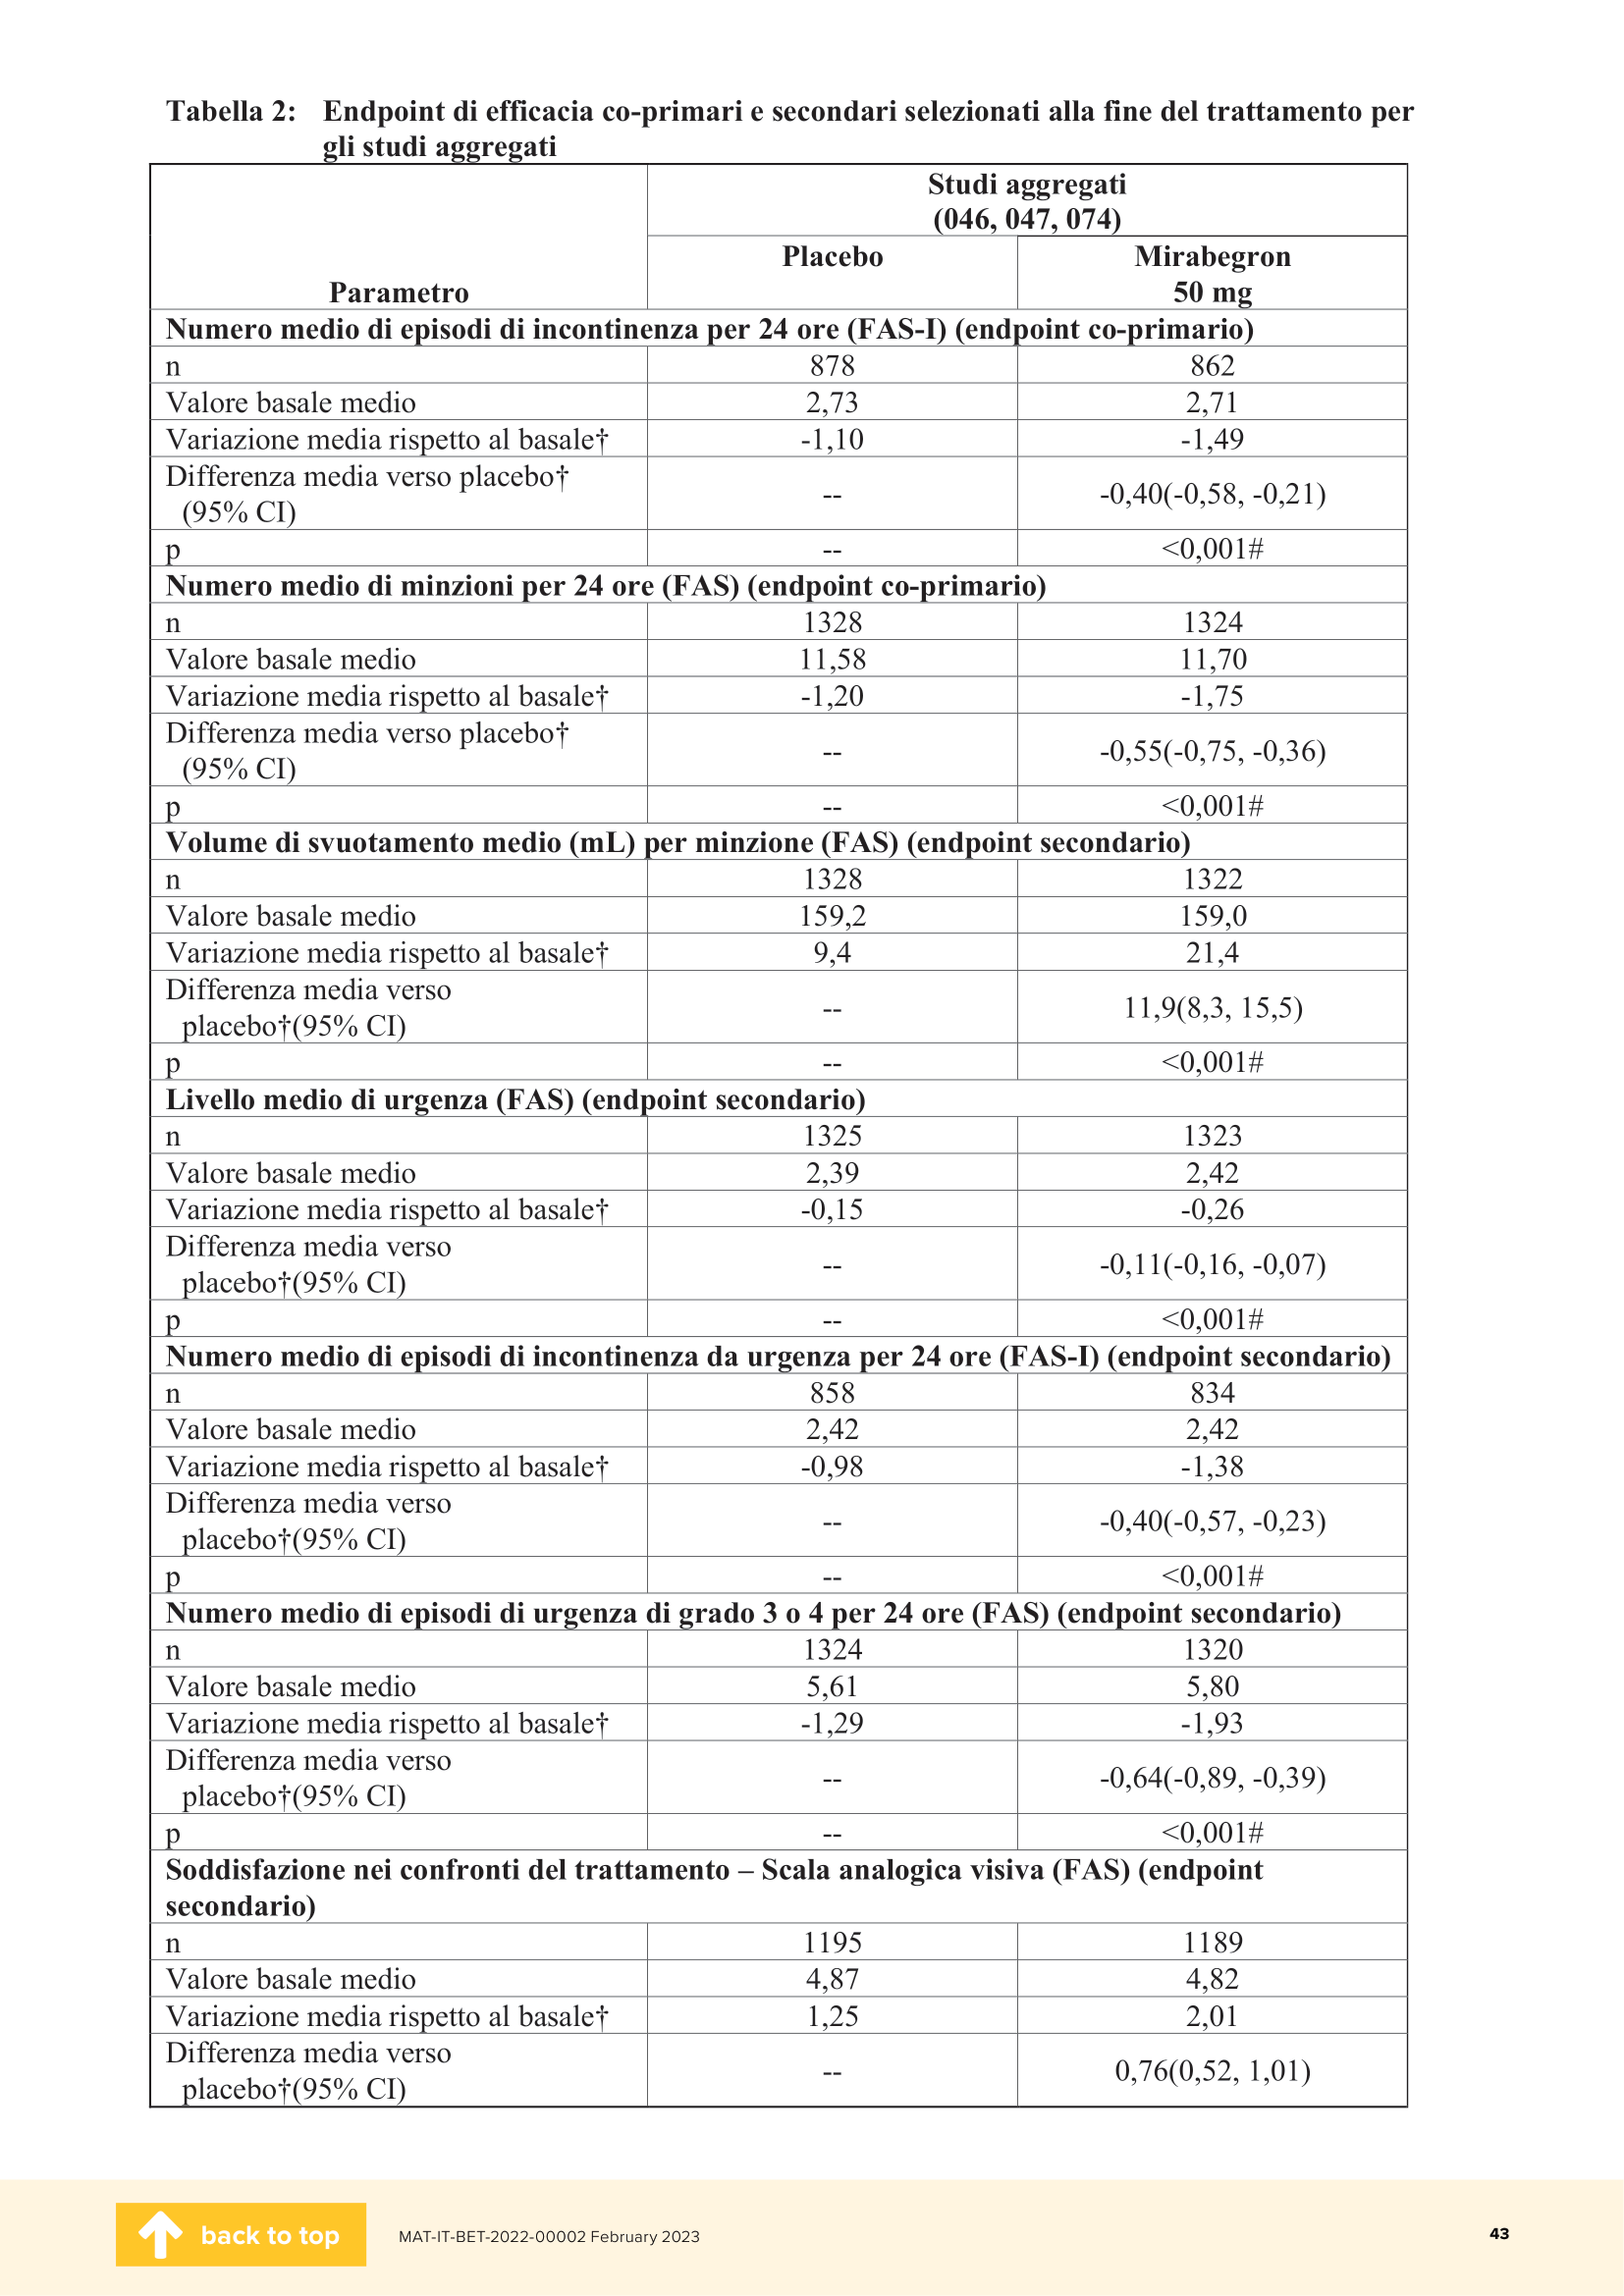 Tabella 2: Endpoint di efficacia co-primari e secondari selezionati alla fine del trattamento per
gli studi aggregati
Studi aggregati
(046, 047, 074)
Parametro
Placebo
Mirabegron
50 mg
Numero medio di episodi di incontinenza per 24 ore (FAS-I) (endpoint co-primario)
n 878 862
Valore basale medio 2,73 2,71
Variazione media rispetto al basale† -1,10 -1,49
Differenza media verso placebo†
(95% CI) -- -0,40(-0,58, -0,21)
p -- <0,001#
Numero medio di minzioni per 24 ore (FAS) (endpoint co-primario)
n 1328 1324
Valore basale medio 11,58 11,70
Variazione media rispetto al basale† -1,20 -1,75
Differenza media verso placebo†
(95% CI) -- -0,55(-0,75, -0,36)
p -- <0,001#
Volume di svuotamento medio (mL) per minzione (FAS) (endpoint secondario)
n 1328 1322
Valore basale medio 159,2 159,0
Variazione media rispetto al basale† 9,4 21,4
Differenza media verso
placebo†(95% CI) -- 11,9(8,3, 15,5)
p -- <0,001#
Livello medio di urgenza (FAS) (endpoint secondario)
n 1325 1323
Valore basale medio 2,39 2,42
Variazione media rispetto al basale† -0,15 -0,26
Differenza media verso
placebo†(95% CI) -- -0,11(-0,16, -0,07)
p -- <0,001#
Numero medio di episodi di incontinenza da urgenza per 24 ore (FAS-I) (endpoint secondario)
n 858 834
Valore basale medio 2,42 2,42
Variazione media rispetto al basale† -0,98 -1,38
Differenza media verso
placebo†(95% CI) -- -0,40(-0,57, -0,23)
p -- <0,001#
Numero medio di episodi di urgenza di grado 3 o 4 per 24 ore (FAS) (endpoint secondario)
n 1324 1320
Valore basale medio 5,61 5,80
Variazione media rispetto al basale† -1,29 -1,93
Differenza media verso
placebo†(95% CI) -- -0,64(-0,89, -0,39)
p -- <0,001#
Soddisfazione nei confronti del trattamento – Scala analogica visiva (FAS) (endpoint
secondario)
n 1195 1189
Valore basale medio 4,87 4,82
Variazione media rispetto al basale† 1,25 2,01
Differenza media verso
placebo†(95% CI) -- 0,76(0,52, 1,01)
back to top
MAT-IT-BET-2022-00002 February 2023
43